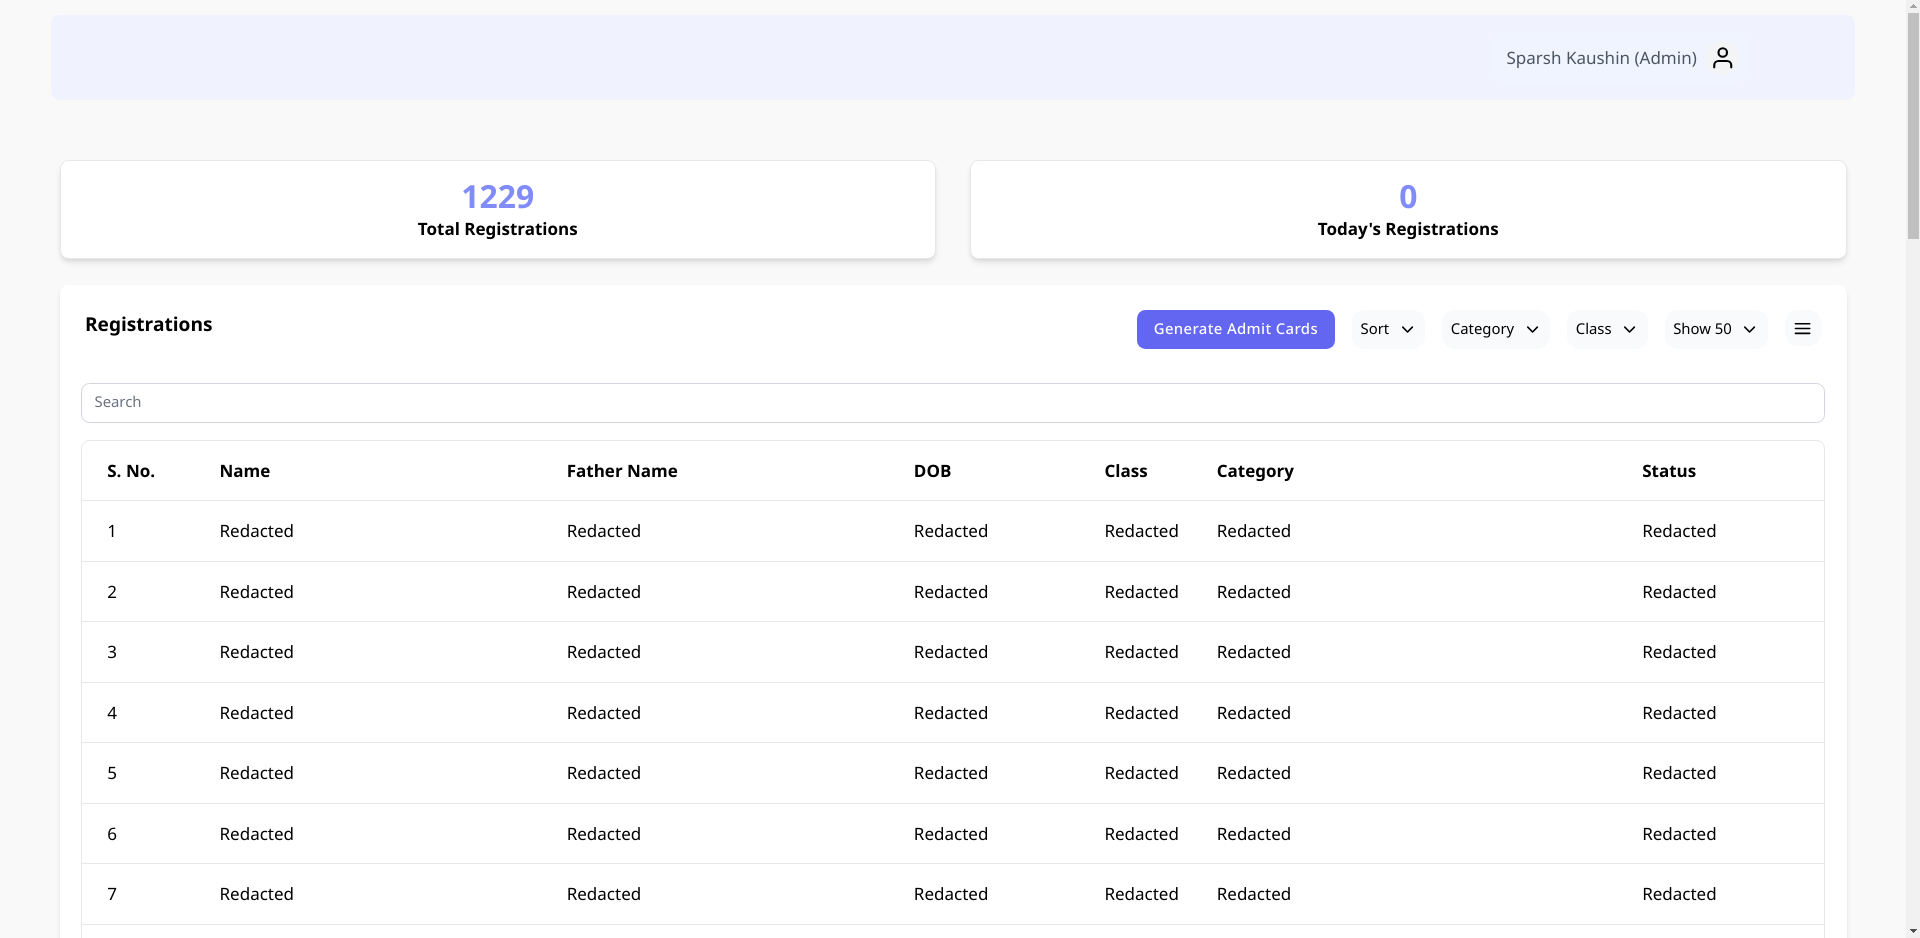 Sparsh Kaushin (Admin)
1229
Total Registrations
0
Today's Registrations
Registrations
Generate Admit Cards Sort Category Class Show 50
Search
S. No. Name Father Name DOB Class Category Status
1 Redacted Redacted Redacted Redacted Redacted Redacted
2 Redacted Redacted Redacted Redacted Redacted Redacted
3 Redacted Redacted Redacted Redacted Redacted Redacted
4 Redacted Redacted Redacted Redacted Redacted Redacted
5 Redacted Redacted Redacted Redacted Redacted Redacted
6 Redacted Redacted Redacted Redacted Redacted Redacted
7 Redacted Redacted Redacted Redacted Redacted Redacted